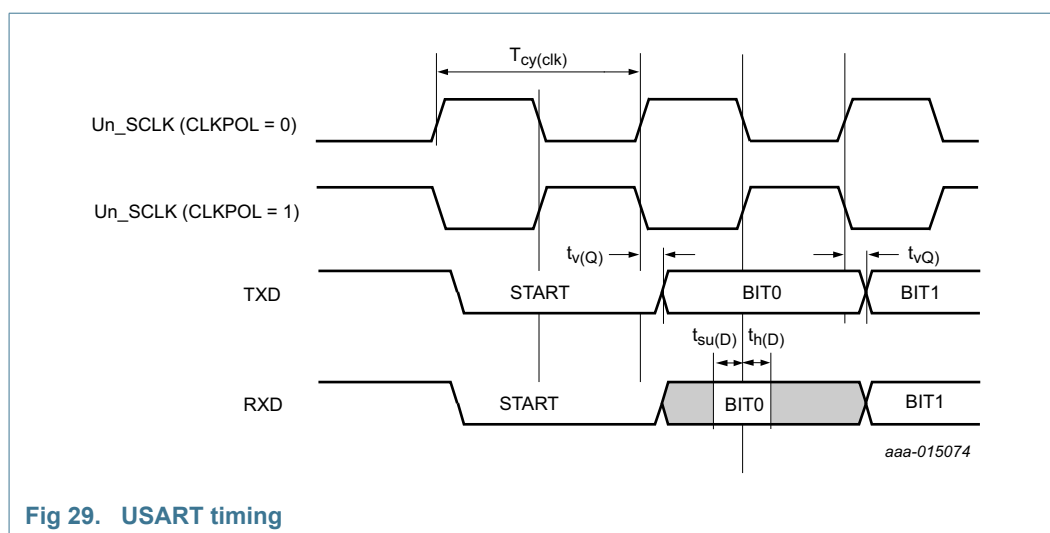 Tcy(clk)
Un_SCLK (CLKPOL = 0)
Un_SCLK (CLKPOL = 1)
tv(Q)
tvQ)
TXD
START
BIT0
BIT1
tsu(D)
th(D)
RXD
START
BIT0
BIT1
aaa-015074
Fig 29. USART timing